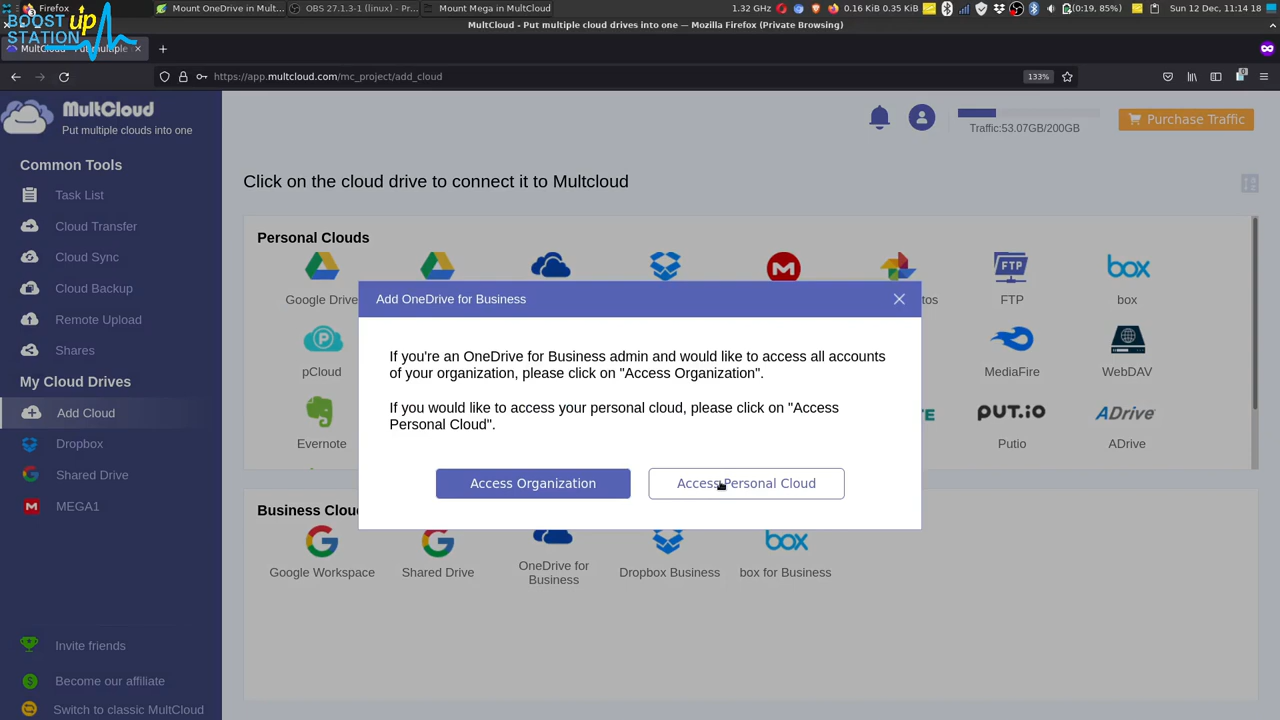 Firefox
Mount OneDrive in Mult
OBS 27.1.3-1 (linux) - Pr...
Mount Mega in MultCloud
1.32 GHz
0.16 KiB 0.35 KiB
(0:19, 85%)
Sun 12 Dec, 11:14 18
BOOST up
STATION
MultCloud - Put multiple cloud drives into one — Mozilla Firefox (Private Browsing)
MultCloud - Put multiple
https://app.multcloud.com/mc_project/add_cloud
133%
MultCloud
Put multiple clouds into one
Traffic:53.07GB/200GB
Purchase Traffic
Common Tools
Task List
Cloud Transfer
Cloud Sync
Cloud Backup
Remote Upload
Shares
My Cloud Drives
Add Cloud
Dropbox
Shared Drive
MEGA1
Invite friends
Become our affiliate
Switch to classic MultCloud
Click on the cloud drive to connect it to Multcloud
Personal Clouds
Google Drive
FTP
FTP
box
box
pCloud
MediaFire
WebDAV
Evernote
PUT.IO
Putio
ADrive
ADrive
Add OneDrive for Business
If you're an OneDrive for Business admin and would like to access all accounts
of your organization, please click on "Access Organization".
If you would like to access your personal cloud, please click on "Access
Personal Cloud".
Access Organization
Access Personal Cloud
Google Workspace
Shared Drive
OneDrive for
Business
Dropbox Business
box
box for Business